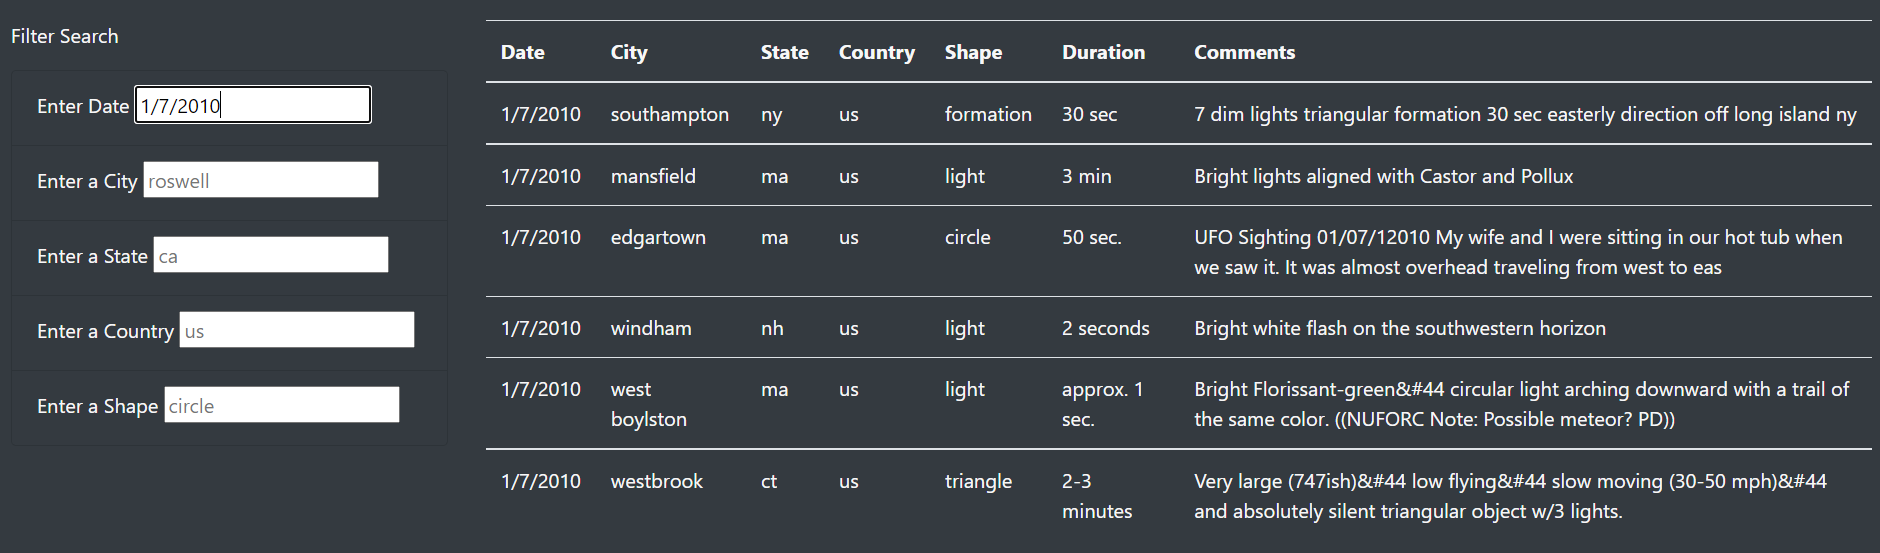 Filter Search
Enter Date 1/7/2010
Enter a City roswell
Enter a State ca
Enter a Country us
Enter a Shape circle
Date City State Country Shape Duration Comments
1/7/2010 southampton ny us formation 30 sec 7 dim lights triangular formation 30 sec easterly direction off long island ny
1/7/2010 mansfield ma us light 3 min Bright lights aligned with Castor and Pollux
1/7/2010 edgartown ma us circle 50 sec. UFO Sighting 01/07/12010 My wife and I were sitting in our hot tub when
we saw it. It was almost overhead traveling from west to eas
1/7/2010 windham nh us light 2 seconds Bright white flash on the southwestern horizon
1/7/2010 west ma us light approx. 1 Bright Florissant-green&#44 circular light arching downward with a trail of
boylston sec. the same color. ((NUFORC Note: Possible meteor? PD))
1/7/2010 westbrook ct us triangle 2-3 Very large (747ish)&#44 low flying&#44 slow moving (30-50 mph)&#44
minutes and absolutely silent triangular object w/3 lights.